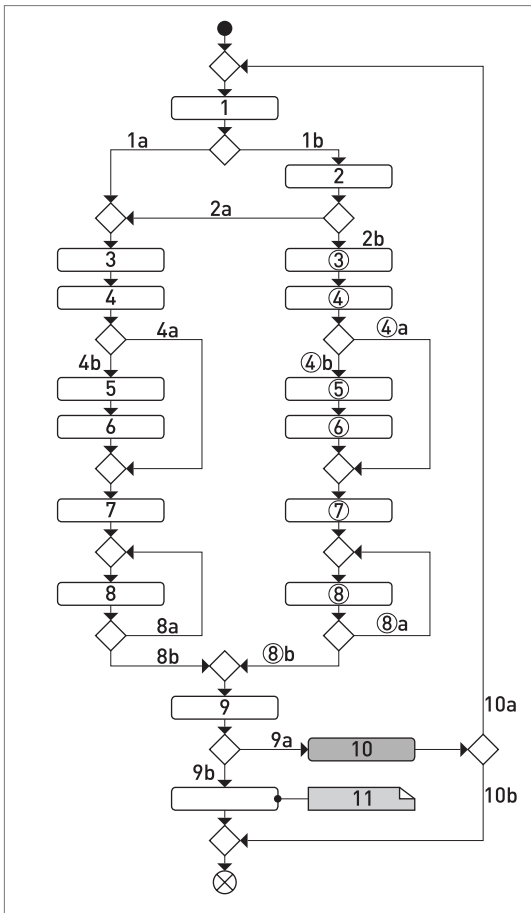 1
1a 1b
2
2a
2b
3 ③
4 ④
4a ④a
4b ④b
5 ⑤
6 ⑥
7 ⑦
8 ⑧
8a ⑧a
8b ⑧b
9
10a
9a 10
9b
10b
11